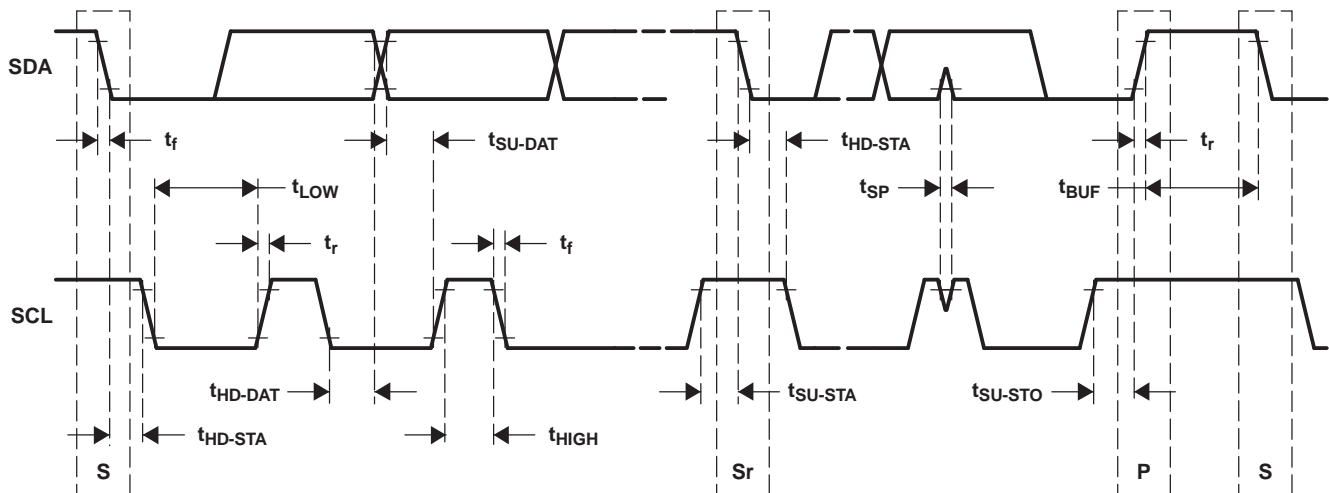 SDA
t_f
t_SU-DAT
t_HD-STA
t_r
t_LOW
t_SP
t_BUF
t_r
t_f
SCL
t_HD-DAT
t_SU-STA
t_SU-STO
t_HD-STA
t_HIGH
S
Sr
P
S